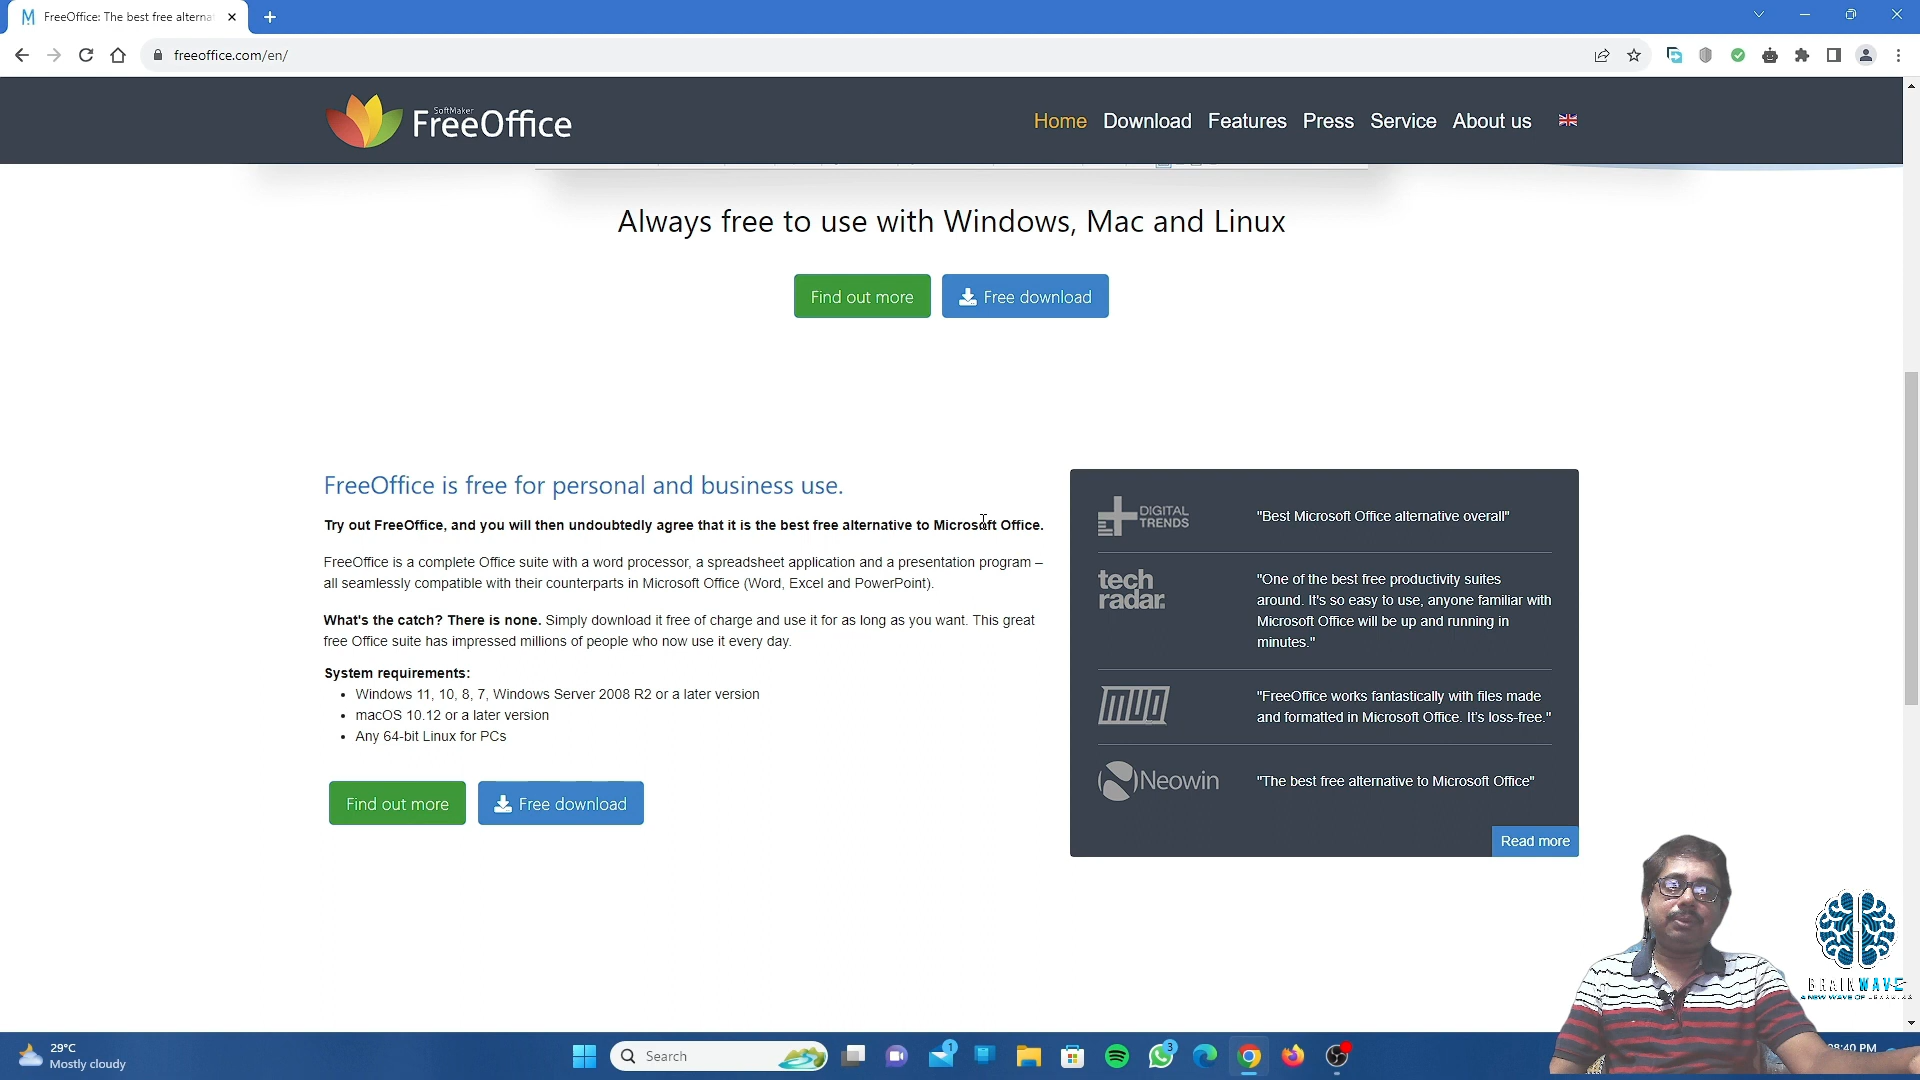 FreeOffice: The best free alterna
freeoffice.com/en/
SoftMaker
FreeOffice
Home Download Features Press Service About us
Always free to use with Windows, Mac and Linux
Find out more Free download
FreeOffice is free for personal and business use.
Try out FreeOffice, and you will then undoubtedly agree that it is the best free alternative to Microsoft Office.
FreeOffice is a complete Office suite with a word processor, a spreadsheet application and a presentation program –
all seamlessly compatible with their counterparts in Microsoft Office (Word, Excel and PowerPoint).
What's the catch? There is none. Simply download it free of charge and use it for as long as you want. This great
free Office suite has impressed millions of people who now use it every day.
System requirements:
• Windows 11, 10, 8, 7, Windows Server 2008 R2 or a later version
• macOS 10.12 or a later version
• Any 64-bit Linux for PCs
Find out more Free download
DIGITAL
TRENDS
"Best Microsoft Office alternative overall"
tech
radar.
"One of the best free productivity suites
around. It's so easy to use, anyone familiar with
Microsoft Office will be up and running in
minutes."
MUO
"FreeOffice works fantastically with files made
and formatted in Microsoft Office. It's loss-free."
Neowin
"The best free alternative to Microsoft Office"
Read more
BRAINWAVE
A NEW WAVE OF LEARNING
29°C
Mostly cloudy
Search
1
3
08:40 PM